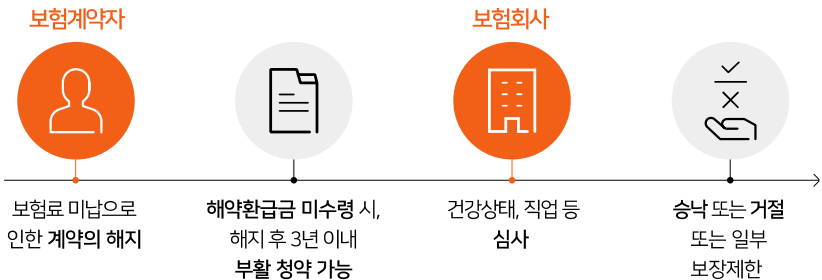 보험계약자
보험료 미납으로
인한 계약의 해지
해약환급금 미수령 시,
해지 후 3년 이내
부활 청약 가능
보험회사
건강상태, 직업 등
심사
승낙 또는 거절
또는 일부
보장제한